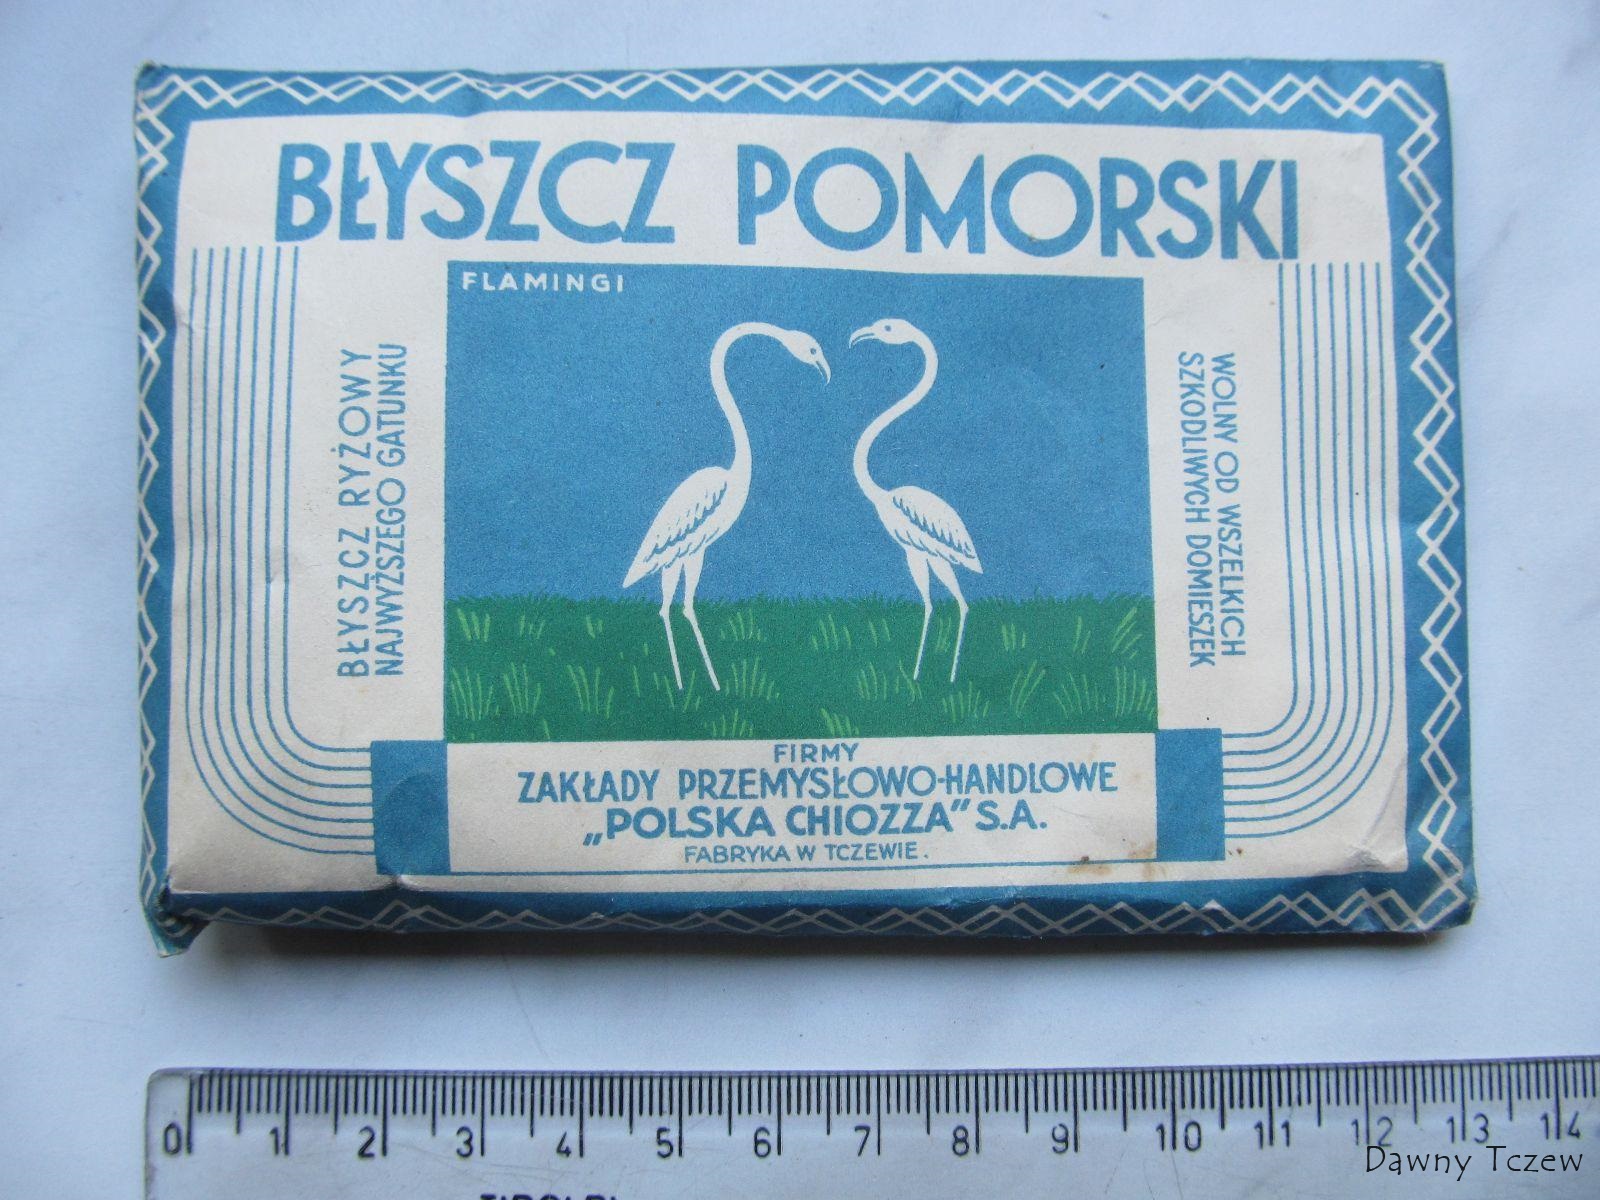 BŁYSZCZ POMORSKI
FLAMINGI
BŁYSZCZ RYŻOWY
NAJWYŻSZEGO GATUNKU
WOLNY OD WSZELKICH
SZKODLIWYCH DOMIESZEK
FIRMY
ZAKŁADY PRZEMYSŁOWO-HANDLOWE
„POLSKA CHIOZZA" S.A.
FABRYKA W TCZEWIE.
0 1 2 3 4 5 6 7 8 9 10 11 12 13 14
Dawny Tczew